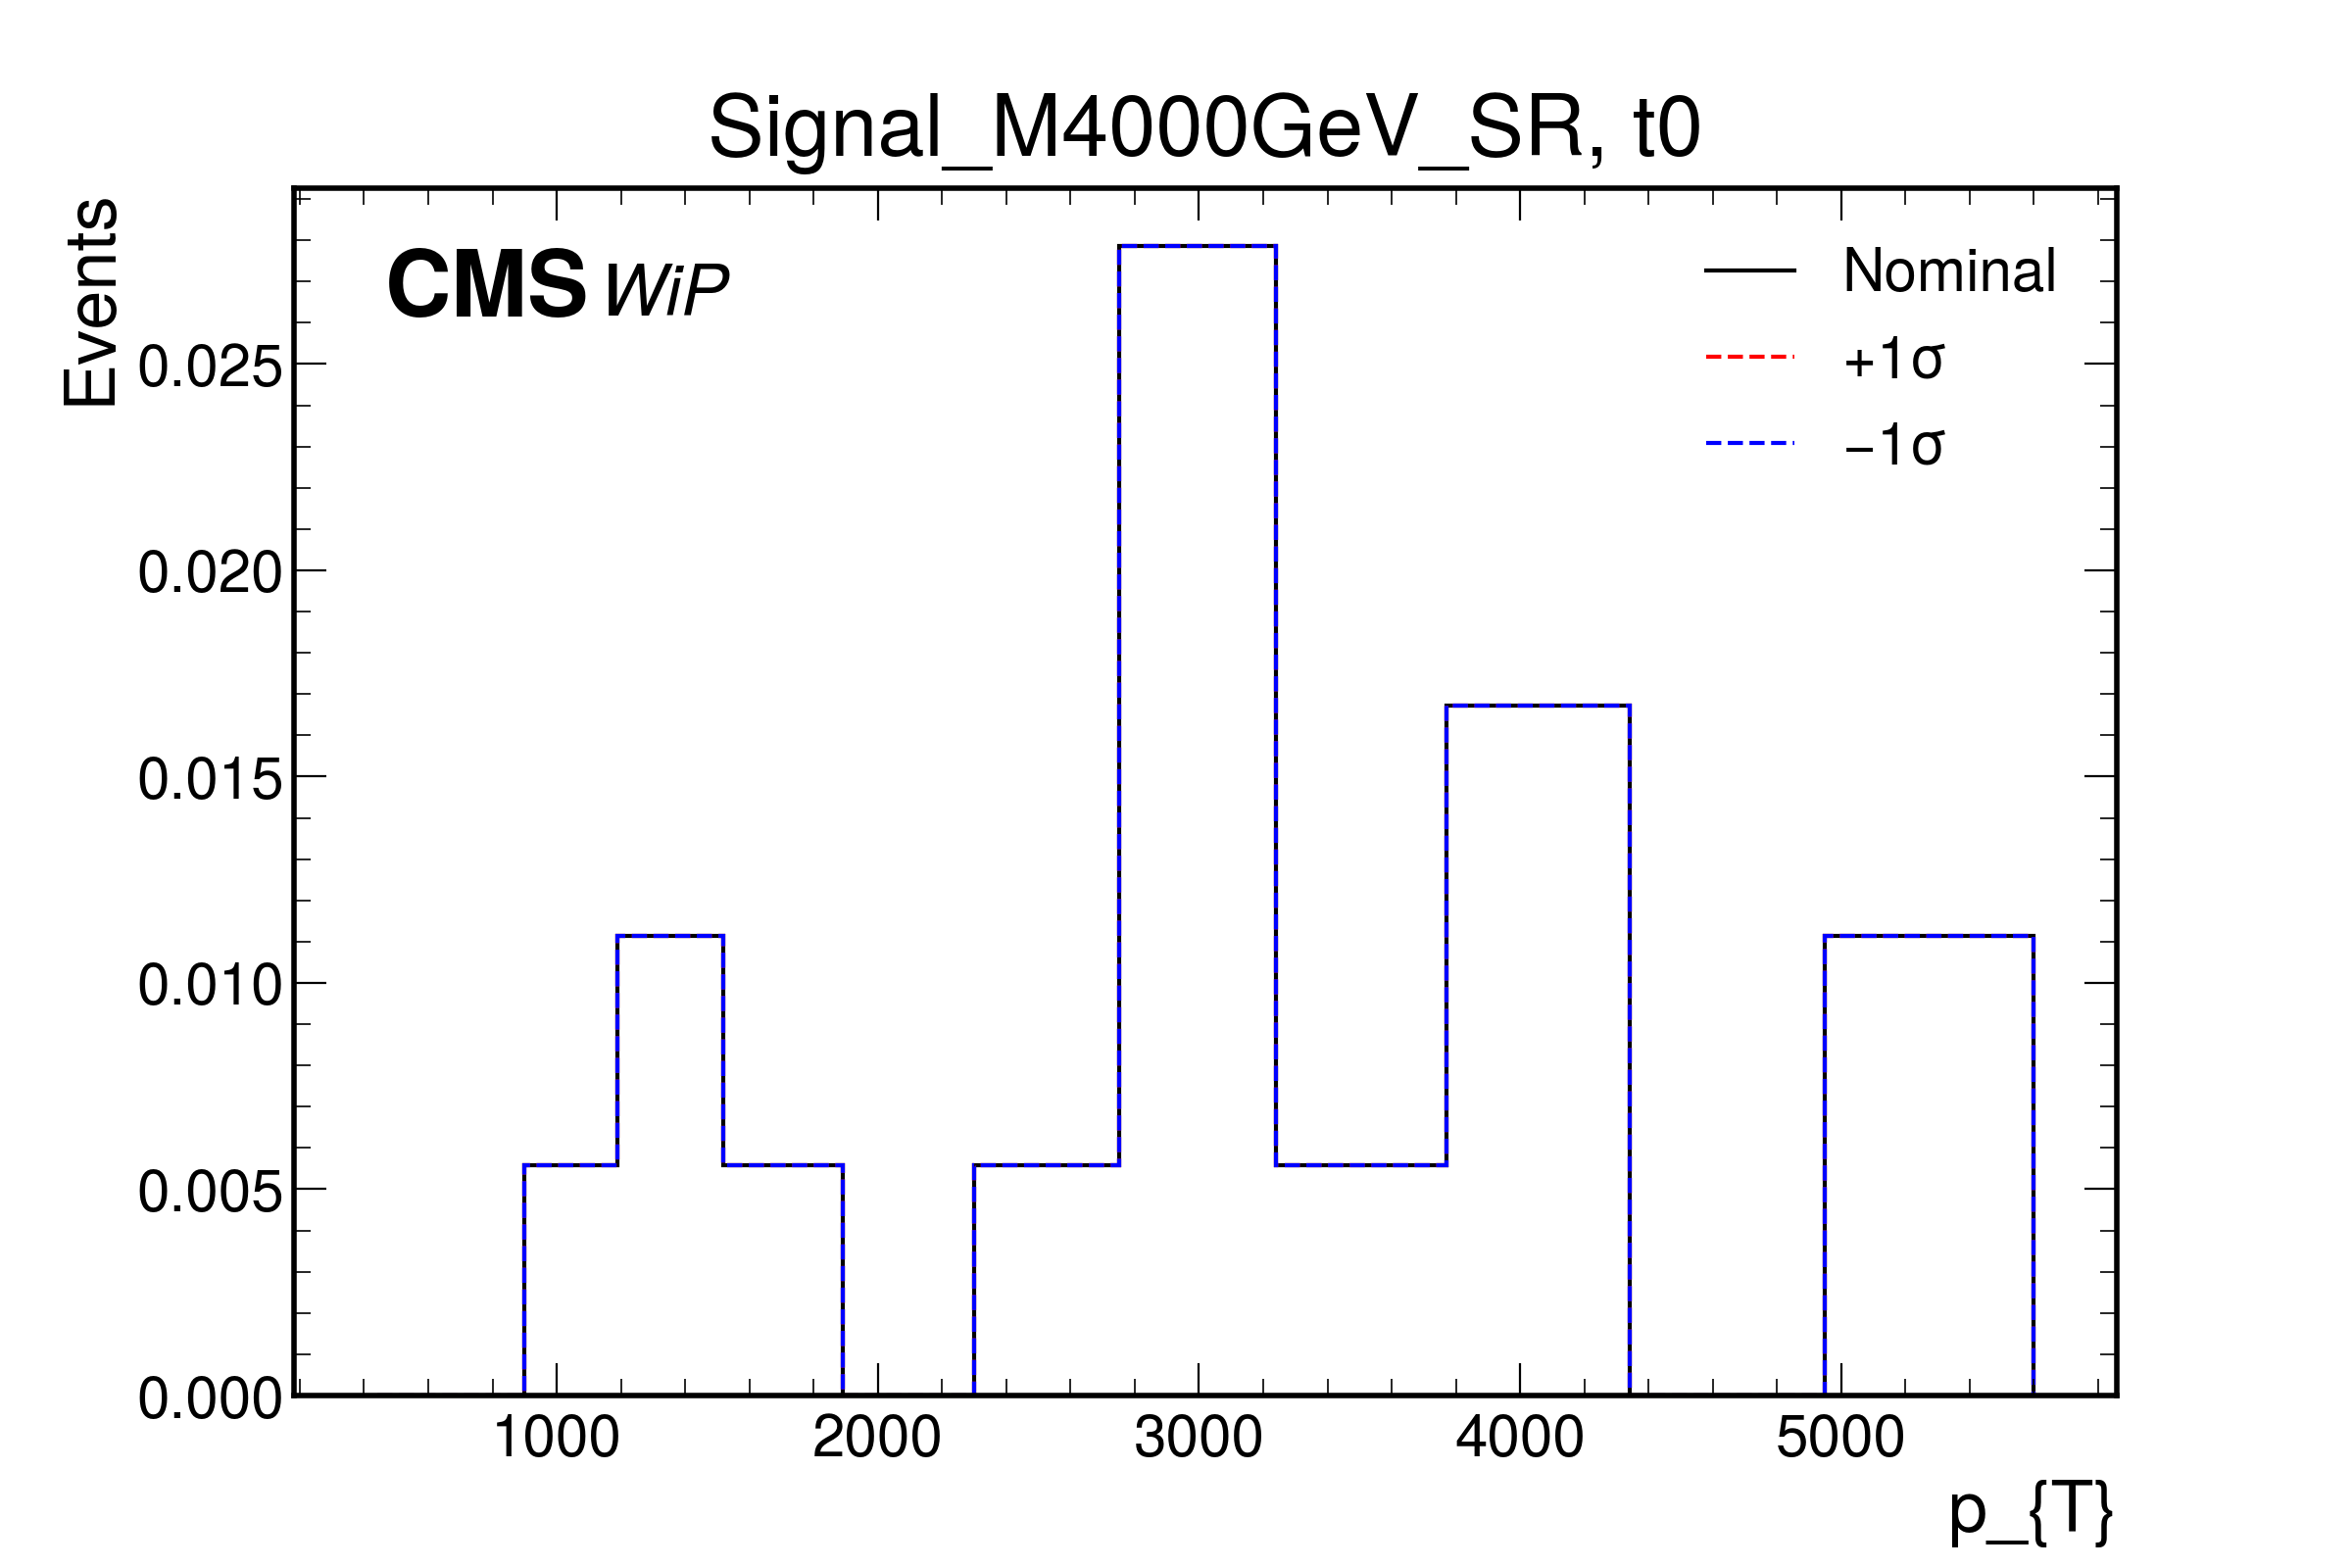 Signal_M4000GeV_SR, t0
Events
CMS WiP
Nominal
+1σ
−1σ
0.025
0.020
0.015
0.010
0.005
0.000
1000 2000 3000 4000 5000
p_{T}